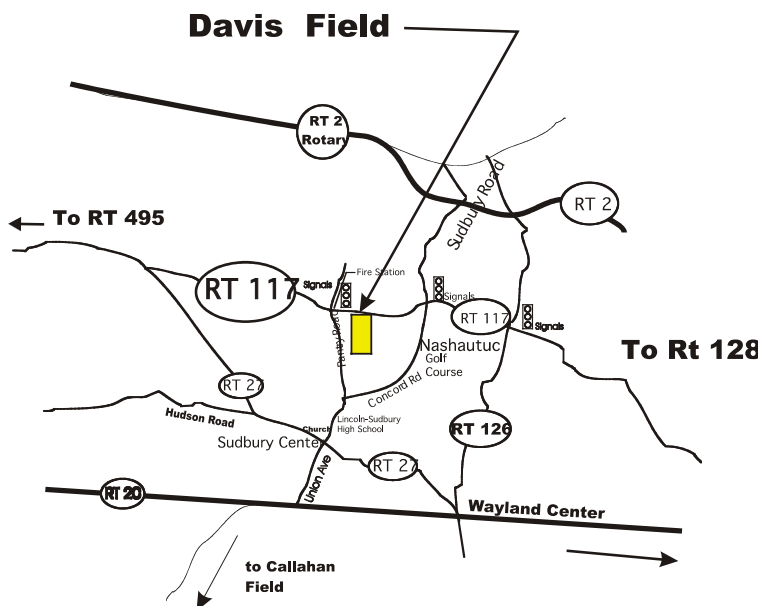 Davis Field
RT 2
Rotary
Sudbury Road
RT 2
To RT 495
Fire Station
Signals
RT 117
Signals
RT 117
Signals
Pantry Road
Nashautuc
Golf
Course
To Rt 128
RT 27
Concord Rd
Hudson Road
Lincoln-Sudbury
High School
Church
Sudbury Center
RT 126
RT 27
Union Ave
RT 20
Wayland Center
to Callahan
Field